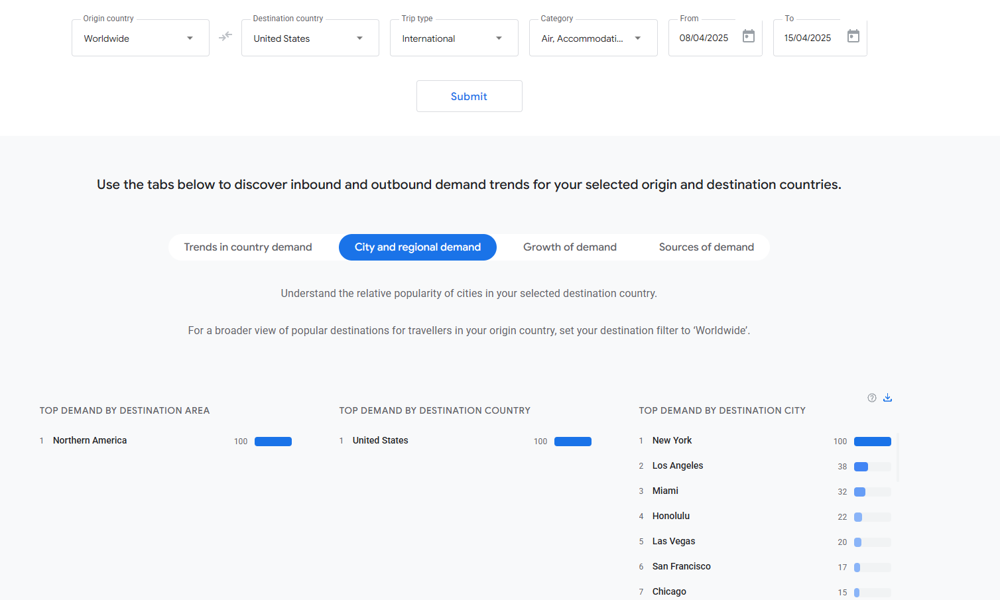 Origin country
Worldwide
Destination country
United States
Trip type
International
Category
Air, Accommodati...
From
08/04/2025
To
15/04/2025
Submit
Use the tabs below to discover inbound and outbound demand trends for your selected origin and destination countries.
Trends in country demand
City and regional demand
Growth of demand
Sources of demand
Understand the relative popularity of cities in your selected destination country.
For a broader view of popular destinations for travellers in your origin country, set your destination filter to ‘Worldwide’.
TOP DEMAND BY DESTINATION AREA
1 Northern America 100
TOP DEMAND BY DESTINATION COUNTRY
1 United States 100
TOP DEMAND BY DESTINATION CITY
1 New York 100
2 Los Angeles 38
3 Miami 32
4 Honolulu 22
5 Las Vegas 20
6 San Francisco 17
7 Chicago 15